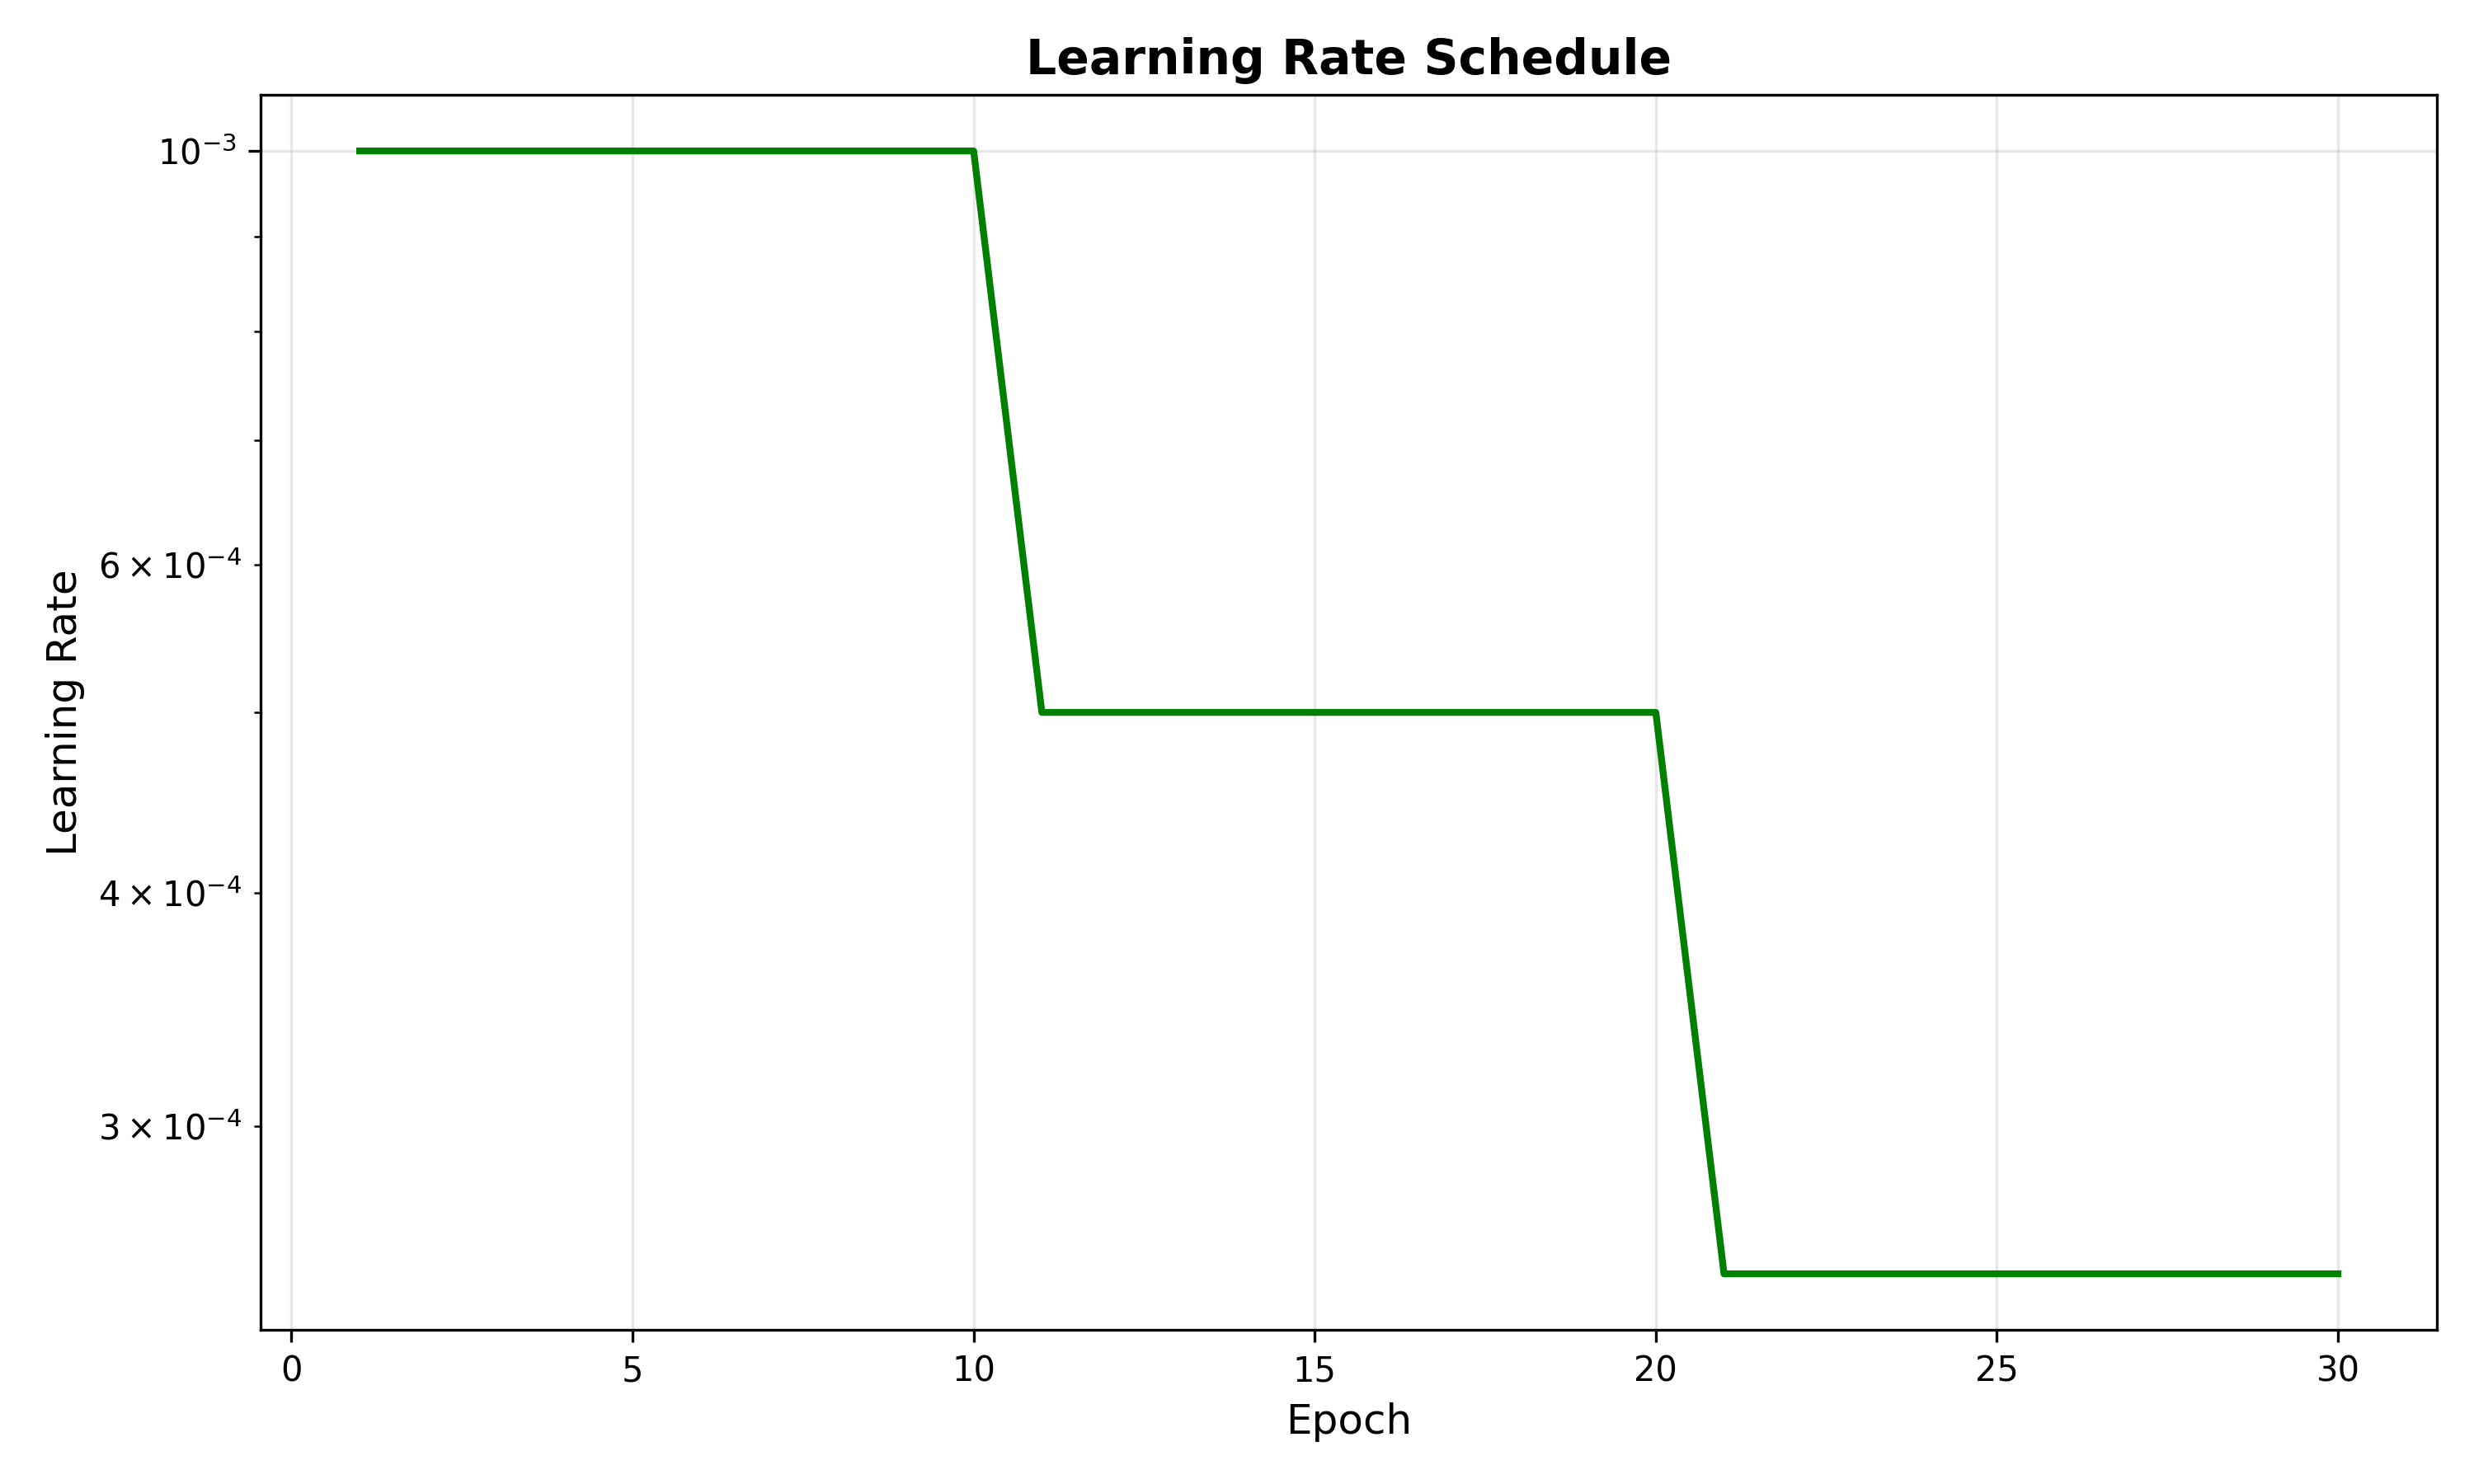 Learning Rate Schedule
10⁻³
6 × 10⁻⁴
4 × 10⁻⁴
3 × 10⁻⁴
Learning Rate
0 5 10 15 20 25 30
Epoch